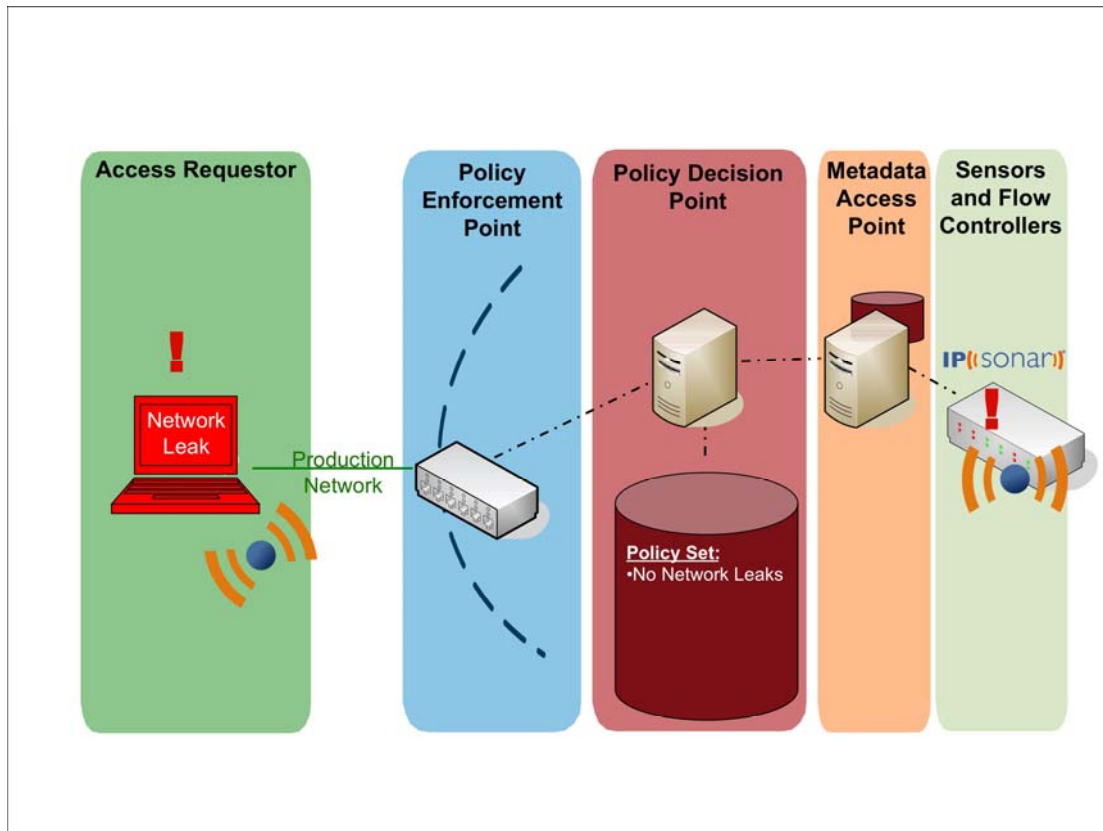 Access Requestor
Policy
Enforcement
Point
Policy Decision
Point
Metadata
Access
Point
Sensors
and Flow
Controllers
!
Network
Leak
Production
Network
IP((sonar))
!
Policy Set:
•No Network Leaks